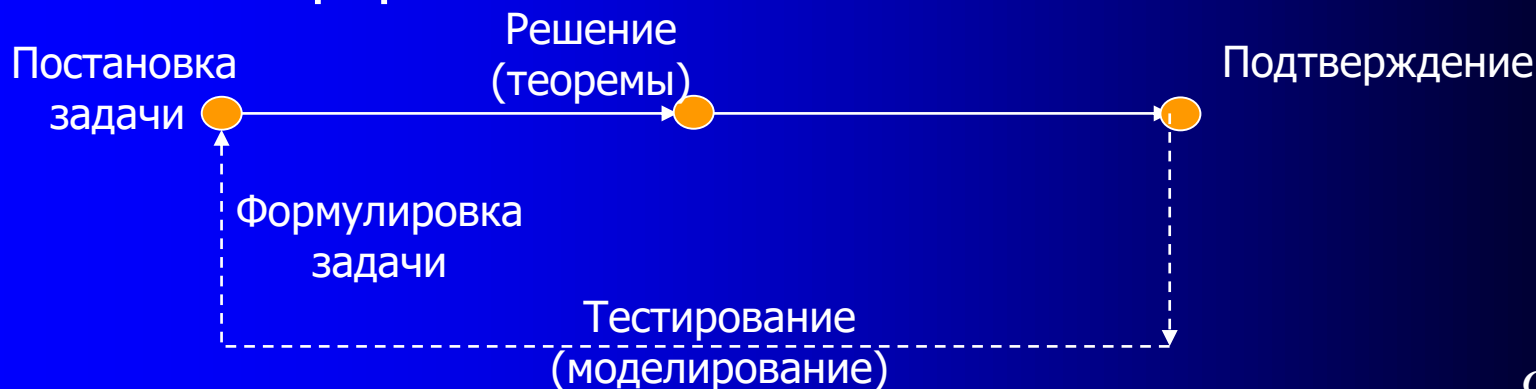 Решение
(теоремы)
Постановка
задачи
Подтверждение
Формулировка
задачи
Тестирование
(моделирование)